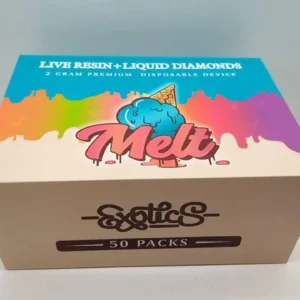 LIVE RESIN + LIQUID DIAMONDS
2 GRAM PREMIUM DISPOSABLE DEVICE
Melt
EXOTICS
50 PACKS